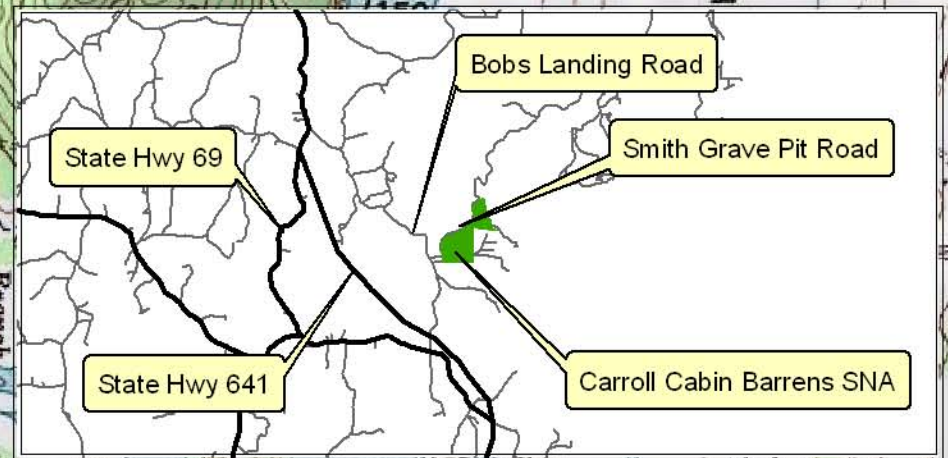 Bobs Landing Road
Smith Grave Pit Road
State Hwy 69
State Hwy 641
Carroll Cabin Barrens SNA